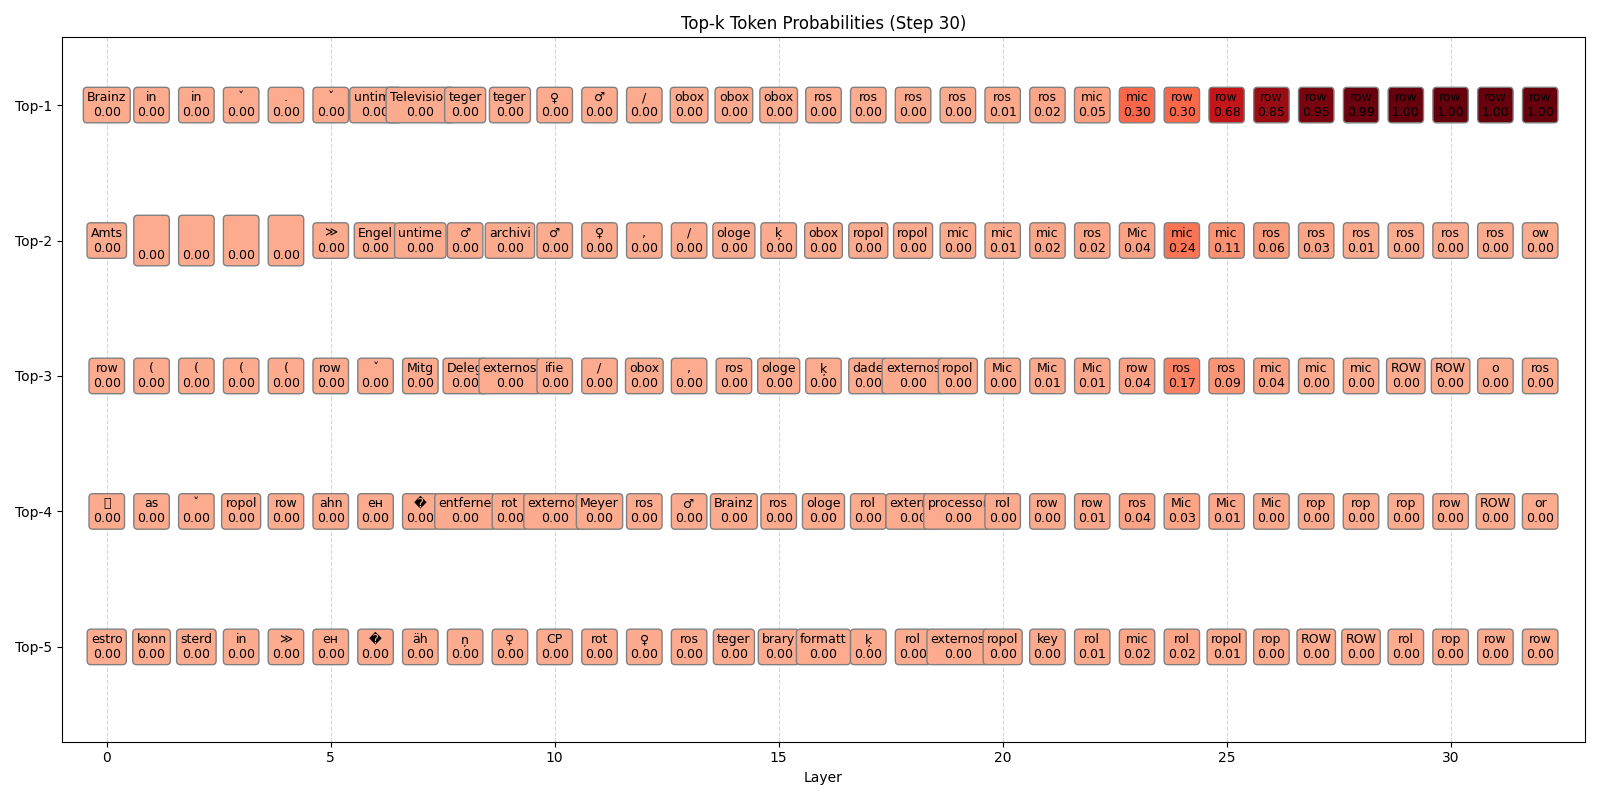 Top-k Token Probabilities (Step 30)
Top-1
Brainz in in ˇ . ˇ untim Televisio teger teger ♀ ♂ / obox obox obox ros ros ros ros ros ros mic mic row row row row row row row row row
0.00 0.00 0.00 0.00 0.00 0.00 0.00 0.00 0.00 0.00 0.00 0.00 0.00 0.00 0.00 0.00 0.00 0.00 0.00 0.00 0.01 0.02 0.05 0.30 0.30 0.68 0.85 0.95 0.99 1.00 1.00 1.00 1.00
Top-2
Amts ≫ Engel untime ♂ archivi ♂ ♀ , / ologe ķ obox ropol ropol mic mic mic ros Mic mic mic ros ros ros ros ros ros ow
0.00 0.00 0.00 0.00 0.00 0.00 0.00 0.00 0.00 0.00 0.00 0.00 0.00 0.00 0.00 0.00 0.00 0.00 0.00 0.00 0.01 0.02 0.02 0.04 0.24 0.11 0.06 0.03 0.01 0.00 0.00 0.00 0.00
Top-3
row ( ( ( ( row ˇ Mitg Deleg externos ifie / obox , ros ologe ķ dade externos ropol Mic Mic Mic row ros ros mic mic mic ROW ROW o ros
0.00 0.00 0.00 0.00 0.00 0.00 0.00 0.00 0.00 0.00 0.00 0.00 0.00 0.00 0.00 0.00 0.00 0.00 0.00 0.00 0.00 0.01 0.01 0.04 0.17 0.09 0.04 0.00 0.00 0.00 0.00 0.00 0.00
Top-4
as ˇ ropol row ahn ен � entferne rot externo Meyer ros ♂ Brainz ros ologe rol extern processo rol row row ros Mic Mic Mic rop rop rop row ROW or
0.00 0.00 0.00 0.00 0.00 0.00 0.00 0.00 0.00 0.00 0.00 0.00 0.00 0.00 0.00 0.00 0.00 0.00 0.00 0.00 0.00 0.00 0.01 0.04 0.03 0.01 0.00 0.00 0.00 0.00 0.00 0.00 0.00
Top-5
estro konn sterd in ≫ ен � äh ņ ♀ CP rot ♀ ros teger brary formatt ķ rol externos ropol key rol mic rol ropol rop ROW ROW rol rop row row
0.00 0.00 0.00 0.00 0.00 0.00 0.00 0.00 0.00 0.00 0.00 0.00 0.00 0.00 0.00 0.00 0.00 0.00 0.00 0.00 0.00 0.00 0.01 0.02 0.02 0.01 0.00 0.00 0.00 0.00 0.00 0.00 0.00
0 5 10 15 20 25 30
Layer